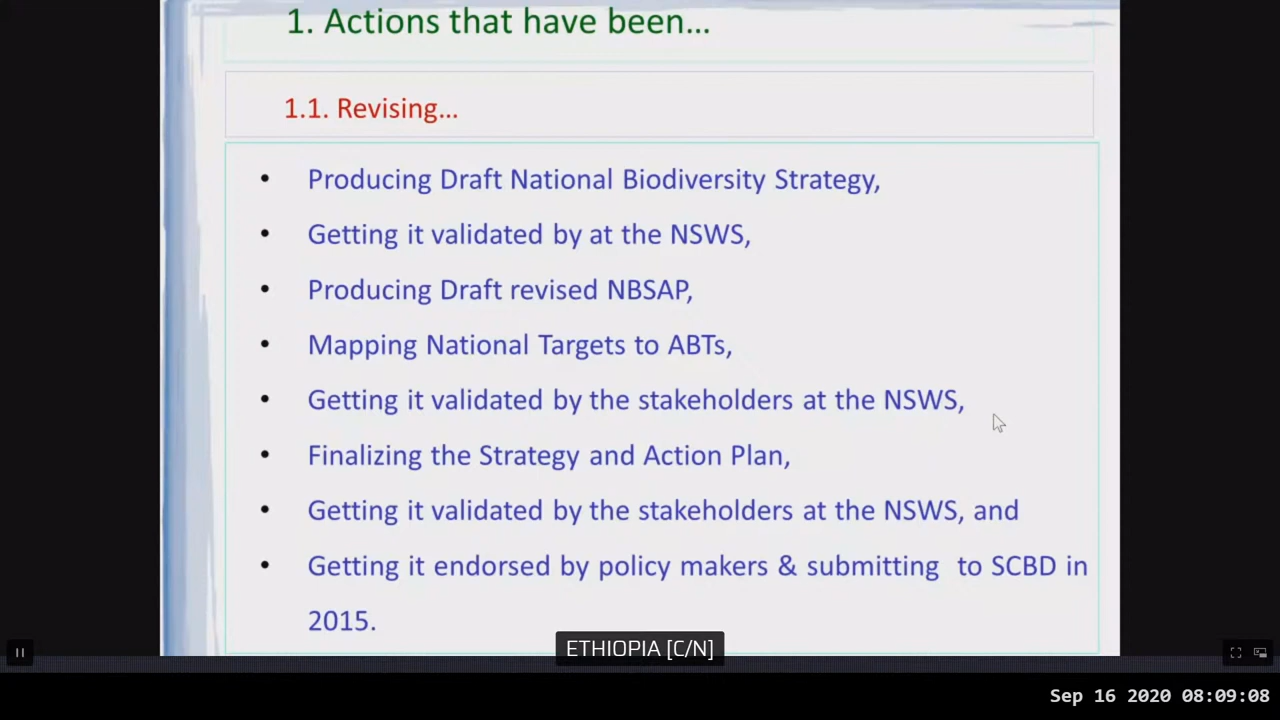 1. Actions that have been…
1.1. Revising…
• Producing Draft National Biodiversity Strategy,
• Getting it validated by at the NSWS,
• Producing Draft revised NBSAP,
• Mapping National Targets to ABTs,
• Getting it validated by the stakeholders at the NSWS,
• Finalizing the Strategy and Action Plan,
• Getting it validated by the stakeholders at the NSWS, and
• Getting it endorsed by policy makers & submitting to SCBD in
2015.
ETHIOPIA [C/N]
Sep 16 2020 08:09:08